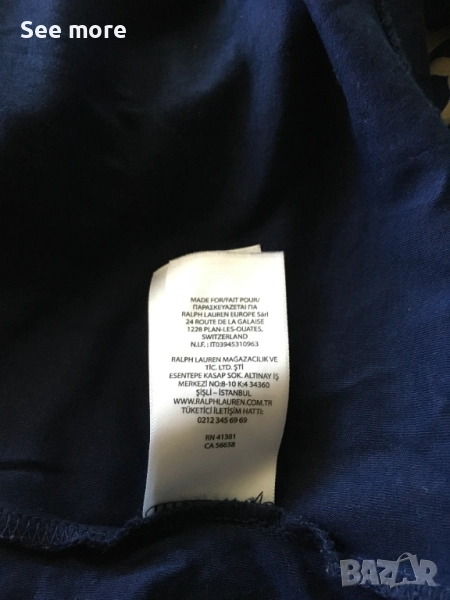 See more
MADE FOR/FAIT POUR/
ΠΑΡΑΣΚΕΥΑΖΕΤΑΙ ΓΙΑ
RALPH LAUREN EUROPE Sàrl
24 ROUTE DE LA GALAISE
1228 PLAN-LES-OUATES,
SWITZERLAND
N.I.F. : IT03945310963
RALPH LAUREN MAĞAZACILIK VE
TİC. LTD. ŞTİ
ESENTEPE KASAP SOK. ALTINAY İŞ
MERKEZİ NO:8-10 K:4 34360
ŞİŞLİ – İSTANBUL
WWW.RALPHLAUREN.COM.TR
TÜKETİCİ İLETİŞİM HATTI:
0212 345 69 69
RN 41381
CA 56658
BAZAR